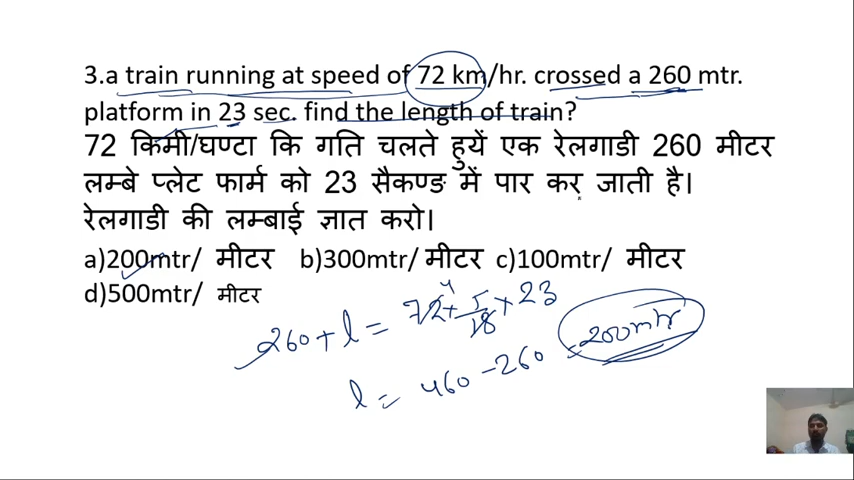 3.a train running at speed of 72 km/hr. crossed a 260 mtr.
platform in 23 sec. find the length of train?
72 किमी/घण्टा कि गति चलते हुयें एक रेलगाडी 260 मीटर
लम्बे प्लेट फार्म को 23 सैकण्ड में पार कर जाती है।
रेलगाडी की लम्बाई ज्ञात करो।
a)200mtr/ मीटर b)300mtr/ मीटर c)100mtr/ मीटर
d)500mtr/ मीटर
260 + l = 72 × 5/18 × 23
4
l = 460 - 260 = 200mtr